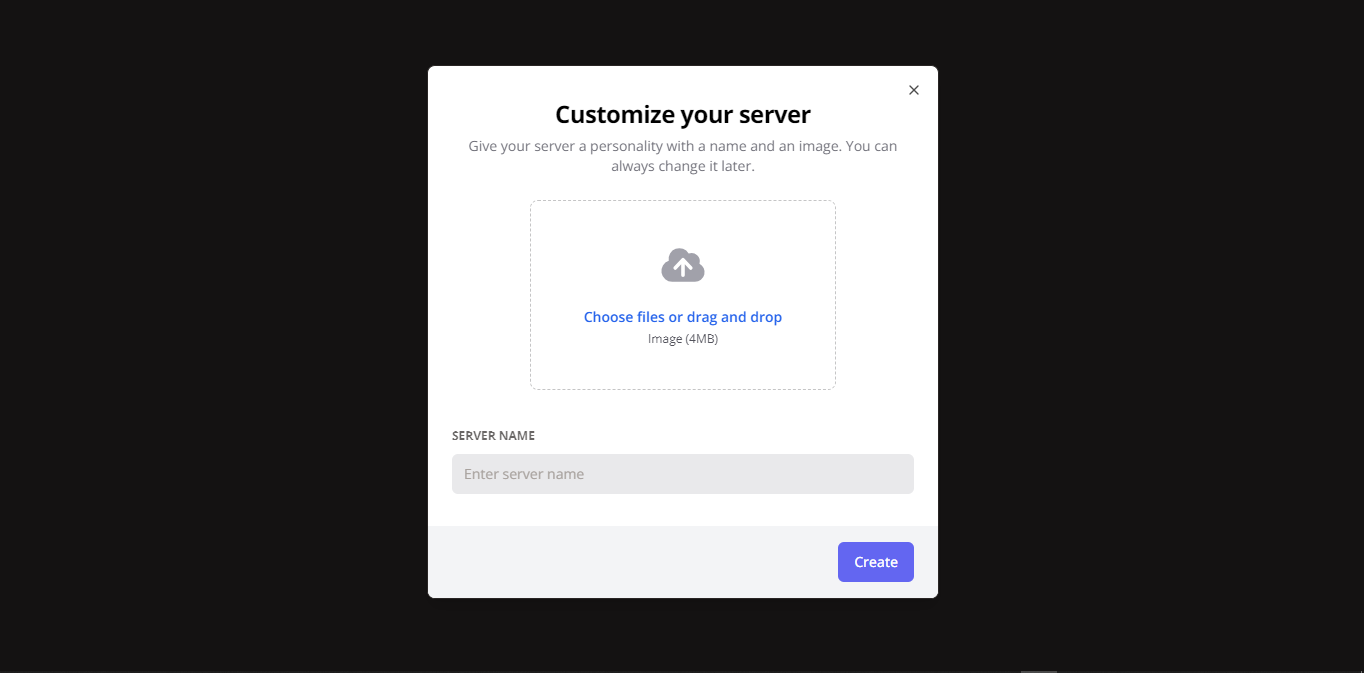 Customize your server
Give your server a personality with a name and an image. You can
always change it later.
Choose files or drag and drop
Image (4MB)
SERVER NAME
Enter server name
Create